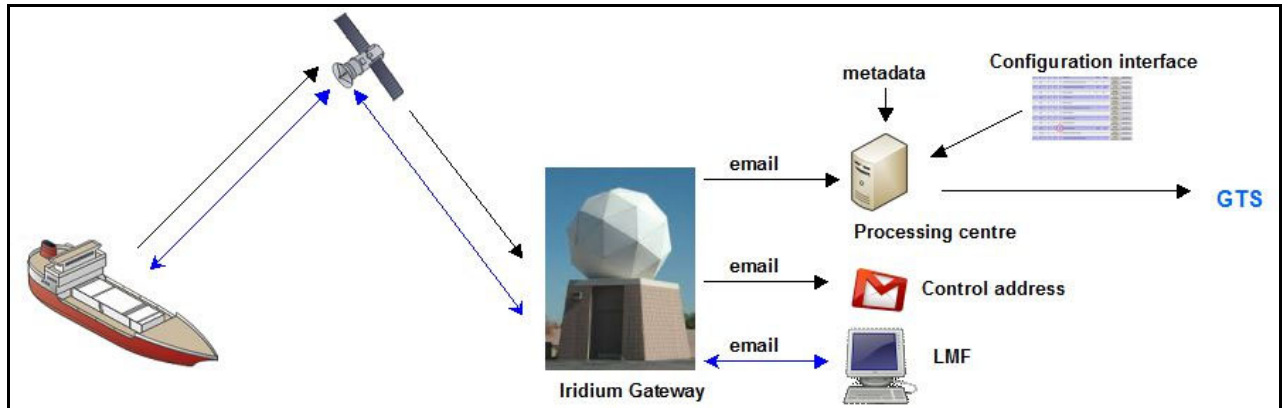 Configuration interface
metadata
email
GTS
Processing centre
email
Control address
email
LMF
Iridium Gateway